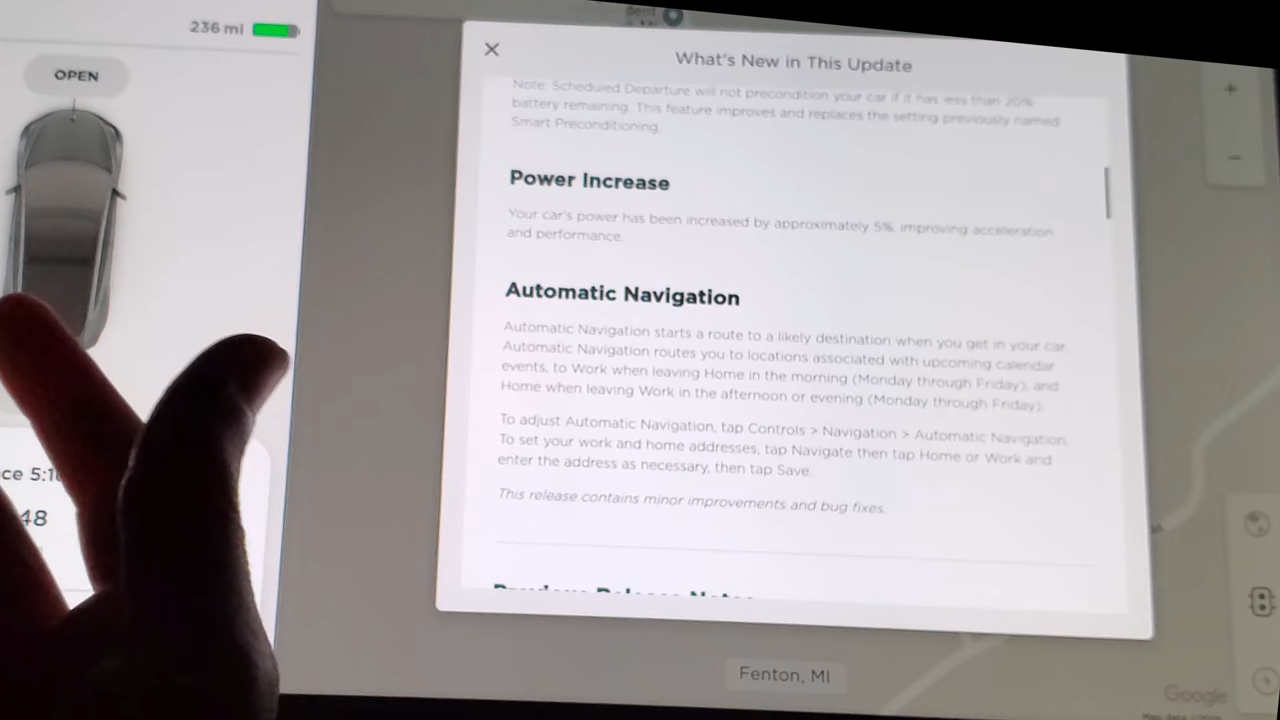 236 mi
OPEN
What's New in This Update
Note: Scheduled Departure will not precondition your car if it has less than 20%
battery remaining. This feature improves and replaces the setting previously named
Smart Preconditioning.
Power Increase
Your car's power has been increased by approximately 5%, improving acceleration
and performance.
Automatic Navigation
Automatic Navigation starts a route to a likely destination when you get in your car.
Automatic Navigation routes you to locations associated with upcoming calendar
events, to Work when leaving Home in the morning (Monday through Friday), and
Home when leaving Work in the afternoon or evening (Monday through Friday).
To adjust Automatic Navigation, tap Controls > Navigation > Automatic Navigation.
To set your work and home addresses, tap Navigate then tap Home or Work and
enter the address as necessary, then tap Save.
This release contains minor improvements and bug fixes.
Previous Release Notes
48
Fenton, MI
Google